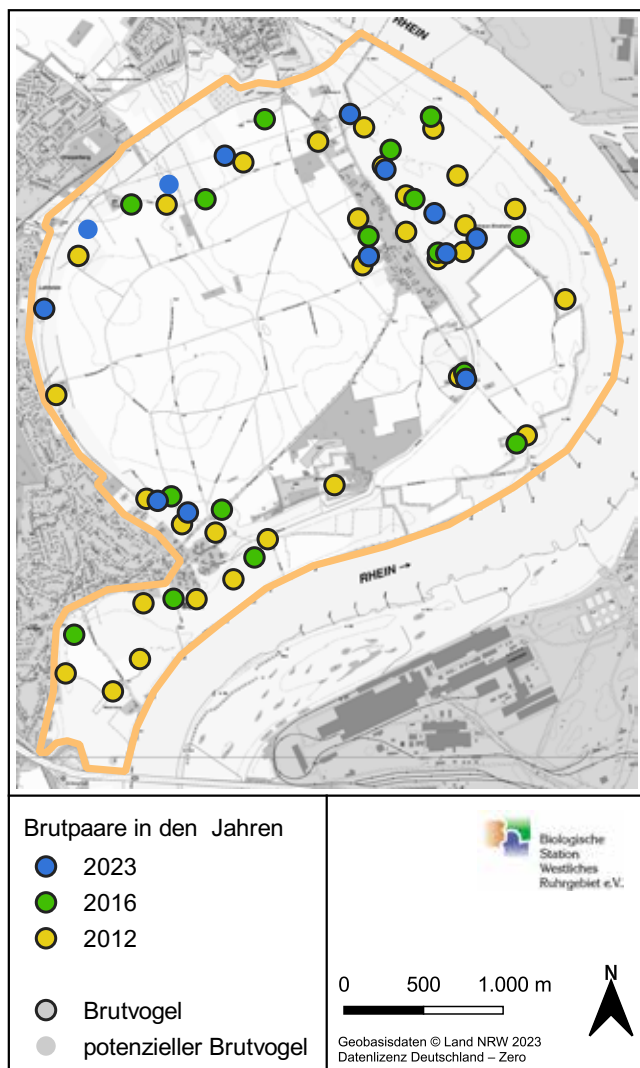 RHEIN
RHEIN →
Brutpaare in den Jahren
2023
2016
2012
Brutvogel
potenzieller Brutvogel
Biologische
Station
Westliches
Ruhrgebiet e.V.
0 500 1.000 m
N
Geobasisdaten © Land NRW 2023
Datenlizenz Deutschland – Zero